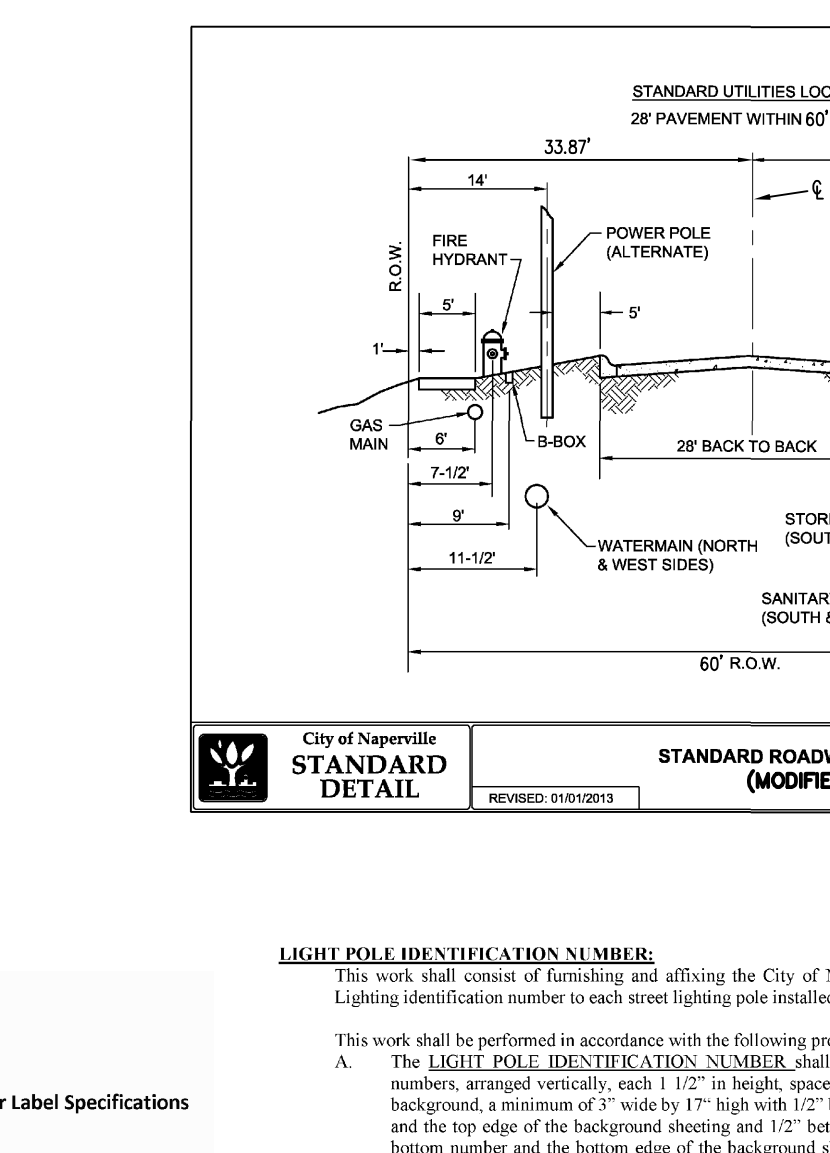 STANDARD UTILITIES LOC
28' PAVEMENT WITHIN 60'
33.87'
14'
℄
POWER POLE
(ALTERNATE)
FIRE
HYDRANT
R.O.W.
5'
5'
1'
GAS
MAIN
6'
B-BOX
28' BACK TO BACK
7-1/2'
9'
STOR
(SOUT
WATERMAIN (NORTH
& WEST SIDES)
11-1/2'
SANITAR
(SOUTH &
60' R.O.W.
City of Naperville
STANDARD
DETAIL
REVISED: 01/01/2013
STANDARD ROADW
(MODIFIE
LIGHT POLE IDENTIFICATION NUMBER:
This work shall consist of furnishing and affixing the City of N
Lighting identification number to each street lighting pole installed
This work shall be performed in accordance with the following pro
A. The LIGHT POLE IDENTIFICATION NUMBER shall
numbers, arranged vertically, each 1 1/2” in height, space
background, a minimum of 3” wide by 17“ high with 1/2” b
and the top edge of the background sheeting and 1/2” bet
bottom number and the bottom edge of the background sh
r Label Specifications